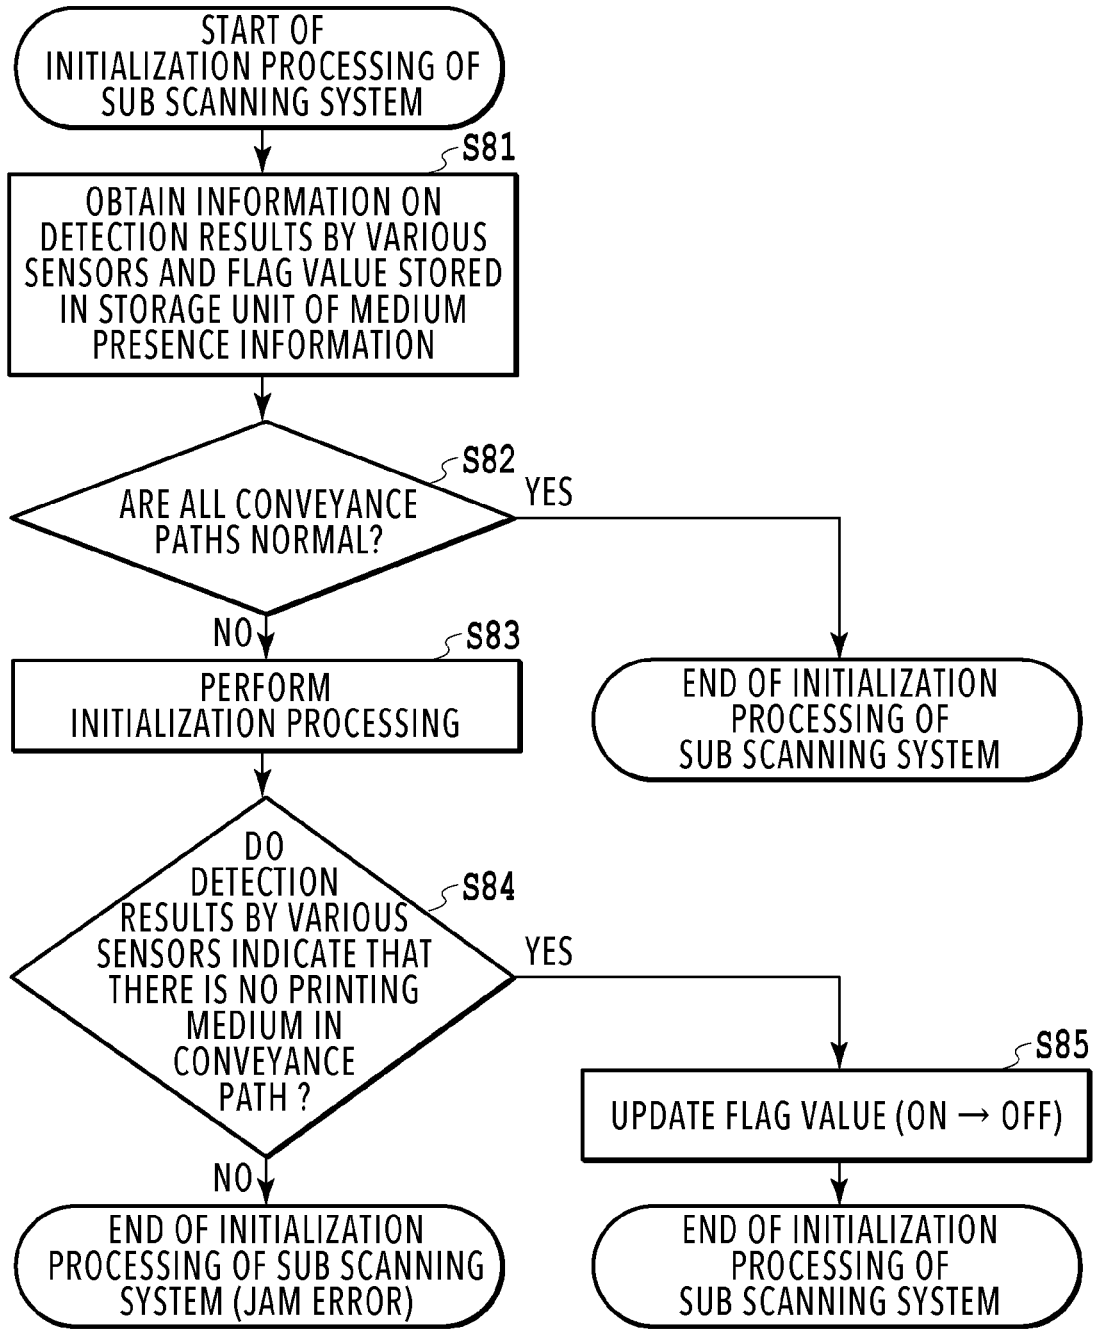 START OF
INITIALIZATION PROCESSING OF
SUB SCANNING SYSTEM
S81
OBTAIN INFORMATION ON
DETECTION RESULTS BY VARIOUS
SENSORS AND FLAG VALUE STORED
IN STORAGE UNIT OF MEDIUM
PRESENCE INFORMATION
S82
ARE ALL CONVEYANCE
PATHS NORMAL?
YES
NO
S83
PERFORM
INITIALIZATION PROCESSING
END OF INITIALIZATION
PROCESSING OF
SUB SCANNING SYSTEM
S84
DO
DETECTION
RESULTS BY VARIOUS
SENSORS INDICATE THAT
THERE IS NO PRINTING
MEDIUM IN
CONVEYANCE
PATH ?
YES
S85
UPDATE FLAG VALUE (ON → OFF)
NO
END OF INITIALIZATION
PROCESSING OF SUB SCANNING
SYSTEM (JAM ERROR)
END OF INITIALIZATION
PROCESSING OF
SUB SCANNING SYSTEM